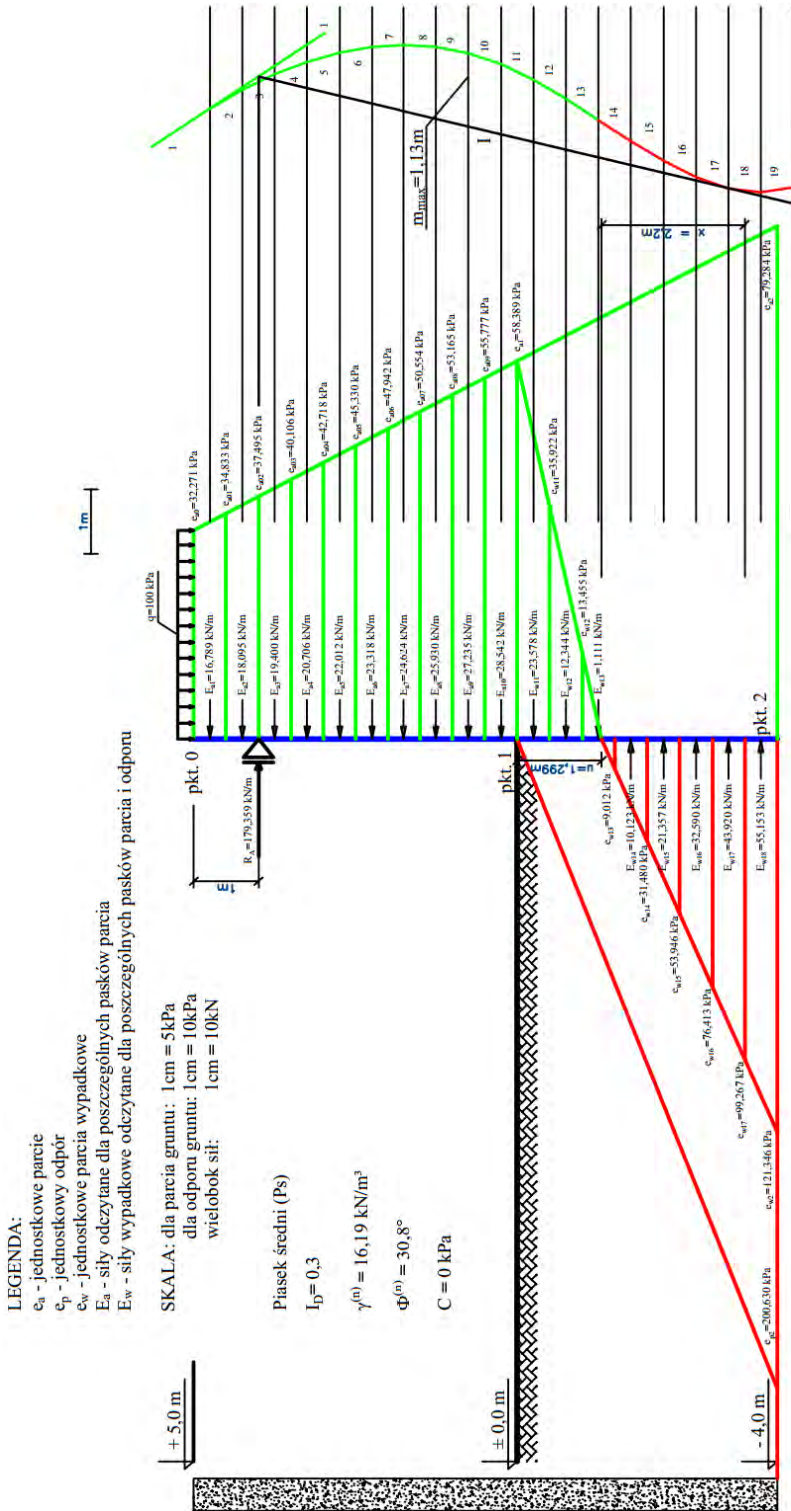 LEGENDA:
ea - jednostkowe parcie
ep - jednostkowy odpór
ew - jednostkowe parcia wypadkowe
Ea - siły odczytane dla poszczególnych pasków parcia
Ew - siły wypadkowe odczytane dla poszczególnych pasków parcia i odporu
SKALA: dla parcia gruntu: 1cm = 5kPa
dla odporu gruntu: 1cm = 10kPa
wielobok sił: 1cm = 10kN
Piasek średni (Ps)
ID=0,3
γ(n) = 16,19 kN/m³
Φ(n) = 30,8°
C = 0 kPa
+ 5,0 m
± 0,0 m
- 4,0 m
1m
q=100 kPa
pkt. 0
1m
RA=179,359 kN/m
pkt. 1
u=1,299m
pkt. 2
ea0=32,271 kPa
ea01=34,833 kPa
ea02=37,495 kPa
ea03=40,106 kPa
ea04=42,718 kPa
ea05=45,330 kPa
ea06=47,942 kPa
ea07=50,554 kPa
ea08=53,165 kPa
ea09=55,777 kPa
ea1=58,389 kPa
ew11=35,922 kPa
ew12=13,455 kPa
ea2=79,284 kPa
Ea1=16,789 kN/m
Ea2=18,095 kN/m
Ea3=19,400 kN/m
Ea4=20,706 kN/m
Ea5=22,012 kN/m
Ea6=23,318 kN/m
Ea7=24,624 kN/m
Ea8=25,930 kN/m
Ea9=27,235 kN/m
Ea10=28,542 kN/m
Ew11=23,578 kN/m
Ew12=12,344 kN/m
Ew13=1,111 kN/m
ew13=9,012 kPa
Ew14=10,123 kN/m
ew14=31,480 kPa
Ew15=21,357 kN/m
ew15=53,946 kPa
Ew16=32,590 kN/m
ew16=76,413 kPa
Ew17=43,920 kN/m
ew17=99,267 kPa
Ew18=55,153 kN/m
ew2=121,346 kPa
ep2=200,630 kPa
1
1
2
3
4
5
6
7
8
9
10
11
12
13
14
15
16
17
18
19
mmax=1,13m
I
x = 2,2m